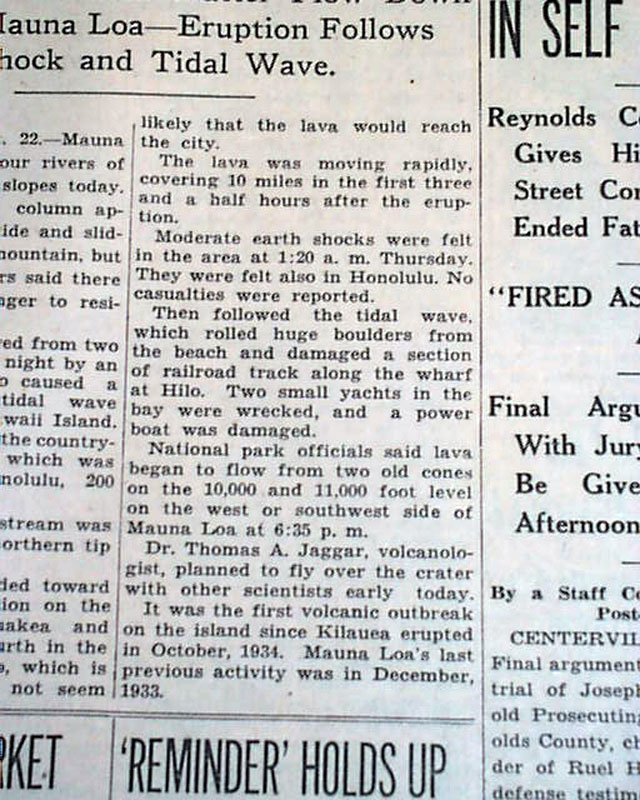 Mauna Loa—Eruption Follows
hock and Tidal Wave.
. 22.—Mauna
our rivers of
slopes today.
column ap-
ide and slid-
mountain, but
rs said there
nger to resi-
ed from two
night by an
o caused a
tidal wave
waii Island.
the country-
which was
nolulu, 200
stream was
orthern tip
ded toward
ion on the
akea and
urth in the
, which is
not seem
likely that the lava would reach
the city.
The lava was moving rapidly,
covering 10 miles in the first three
and a half hours after the erup-
tion.
Moderate earth shocks were felt
in the area at 1:20 a. m. Thursday.
They were felt also in Honolulu. No
casualties were reported.
Then followed the tidal wave,
which rolled huge boulders from
the beach and damaged a section
of railroad track along the wharf
at Hilo. Two small yachts in the
bay were wrecked, and a power
boat was damaged.
National park officials said lava
began to flow from two old cones
on the 10,000 and 11,000 foot level
on the west or southwest side of
Mauna Loa at 6:35 p. m.
Dr. Thomas A. Jaggar, volcanolo-
gist, planned to fly over the crater
with other scientists early today.
It was the first volcanic outbreak
on the island since Kilauea erupted
in October, 1934. Mauna Loa's last
previous activity was in December,
1933.
RKET
'REMINDER' HOLDS UP
IN SELF
Reynolds Co
Gives Hi
Street Con
Ended Fat
"FIRED AS
Final Argu
With Jury
Be Give
Afternoon
By a Staff Co
Post-
CENTERVIL
Final argument
trial of Joseph
old Prosecuting
olds County, ch
der of Ruel H
defense testim